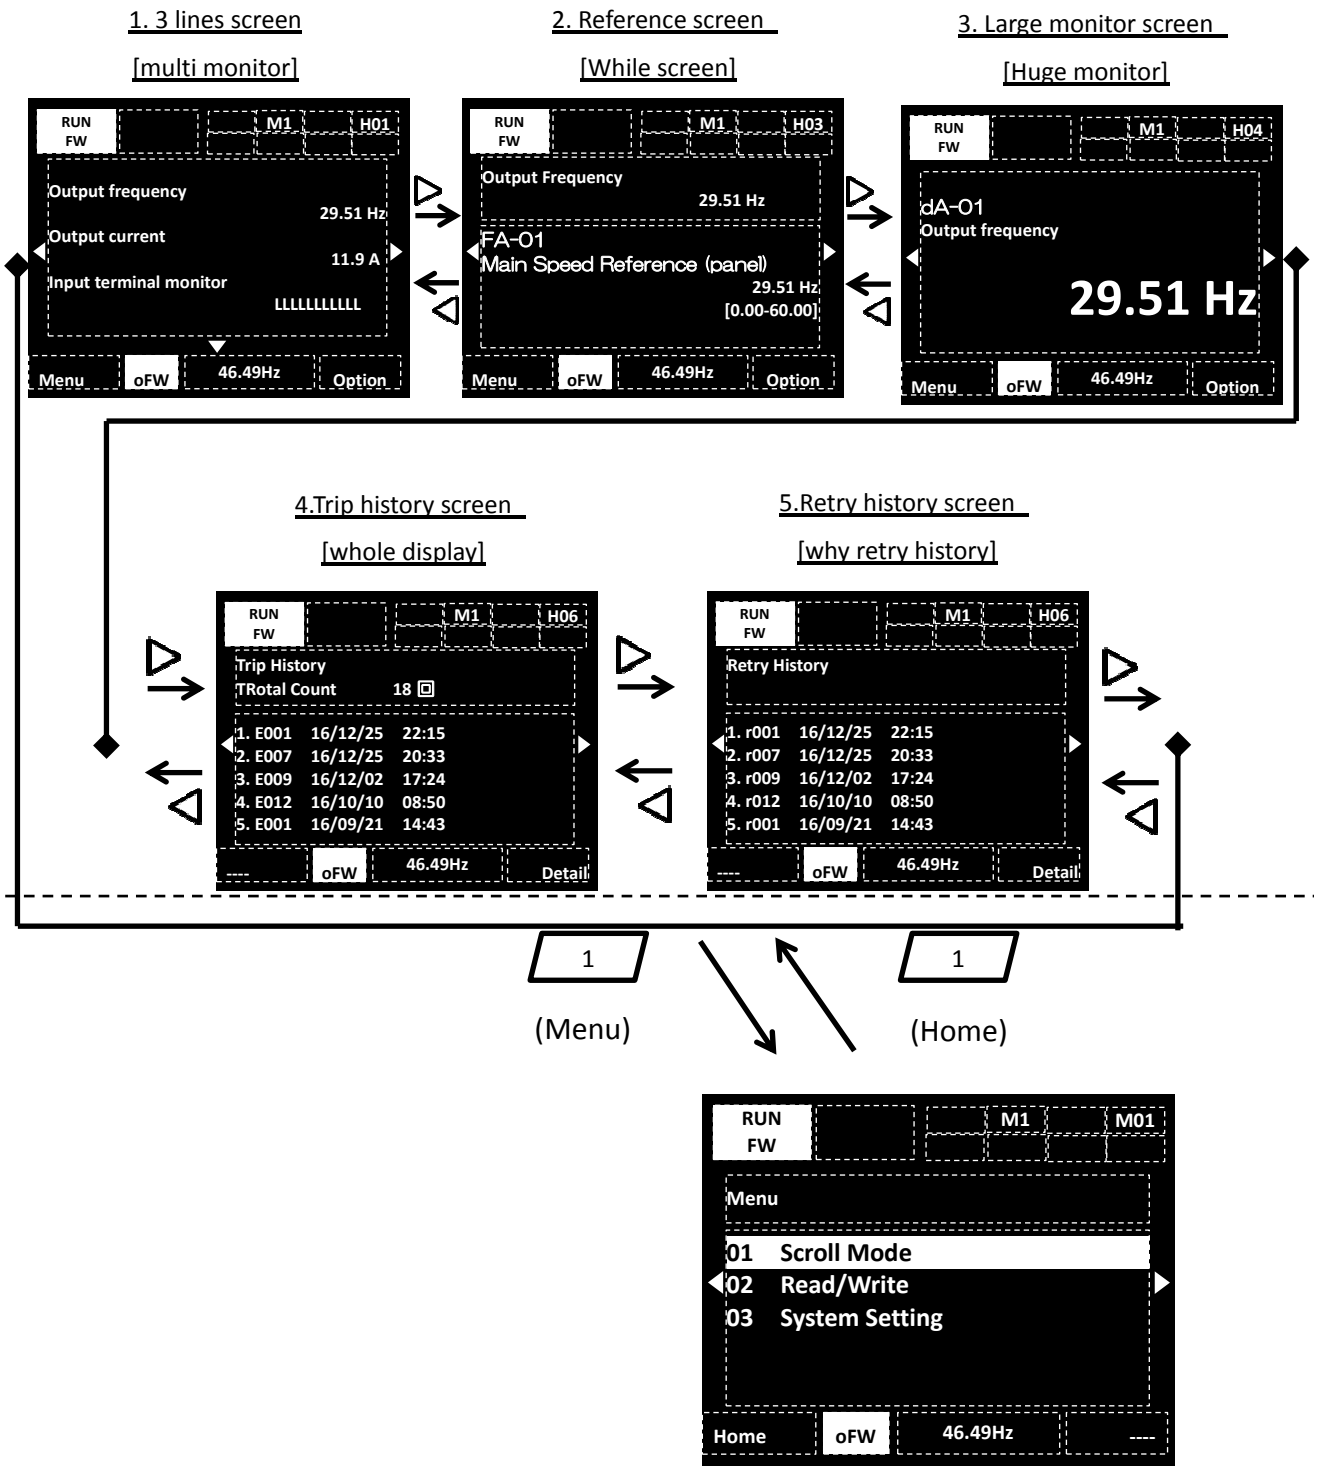 1. 3 lines screen
[multi monitor]
2. Reference screen
[While screen]
3. Large monitor screen
[Huge monitor]
RUN
FW
M1
H01
Output frequency
29.51 Hz
Output current
11.9 A
Input terminal monitor
LLLLLLLLLLL
Menu
oFW
46.49Hz
Option
RUN
FW
M1
H03
Output Frequency
29.51 Hz
FA-01
Main Speed Reference (panel)
29.51 Hz
[0.00-60.00]
Menu
oFW
46.49Hz
Option
RUN
FW
M1
H04
dA-01
Output frequency
29.51 Hz
Menu
oFW
46.49Hz
Option
4.Trip history screen
[whole display]
5.Retry history screen
[why retry history]
RUN
FW
M1
H06
Trip History
TRotal Count 18
1. E001 16/12/25 22:15
2. E007 16/12/25 20:33
3. E009 16/12/02 17:24
4. E012 16/10/10 08:50
5. E001 16/09/21 14:43
----
oFW
46.49Hz
Detail
RUN
FW
M1
H06
Retry History
1. r001 16/12/25 22:15
2. r007 16/12/25 20:33
3. r009 16/12/02 17:24
4. r012 16/10/10 08:50
5. r001 16/09/21 14:43
----
oFW
46.49Hz
Detail
1
(Menu)
1
(Home)
RUN
FW
M1
M01
Menu
01 Scroll Mode
02 Read/Write
03 System Setting
Home
oFW
46.49Hz
----